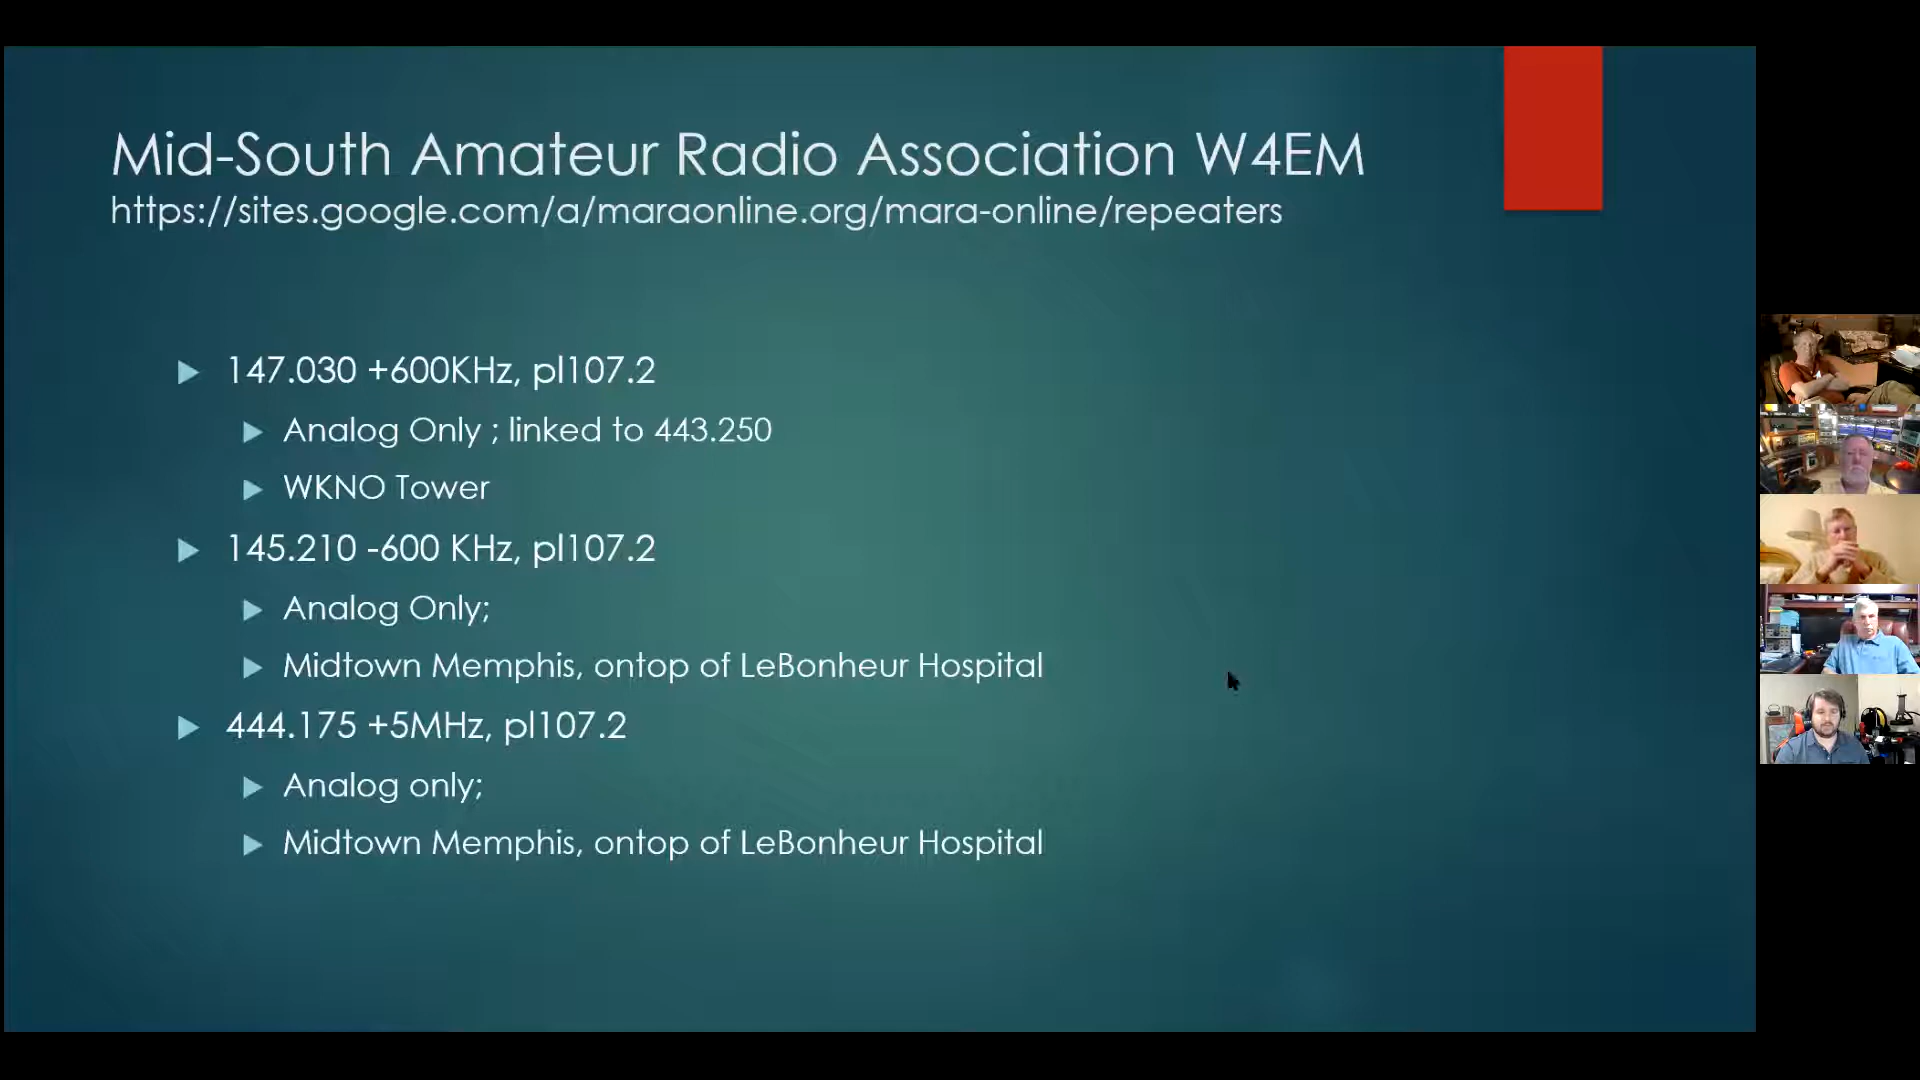 Mid-South Amateur Radio Association W4EM
https://sites.google.com/a/maraonline.org/mara-online/repeaters
147.030 +600KHz, pl107.2
Analog Only ; linked to 443.250
WKNO Tower
145.210 -600 KHz, pl107.2
Analog Only;
Midtown Memphis, ontop of LeBonheur Hospital
444.175 +5MHz, pl107.2
Analog only;
Midtown Memphis, ontop of LeBonheur Hospital